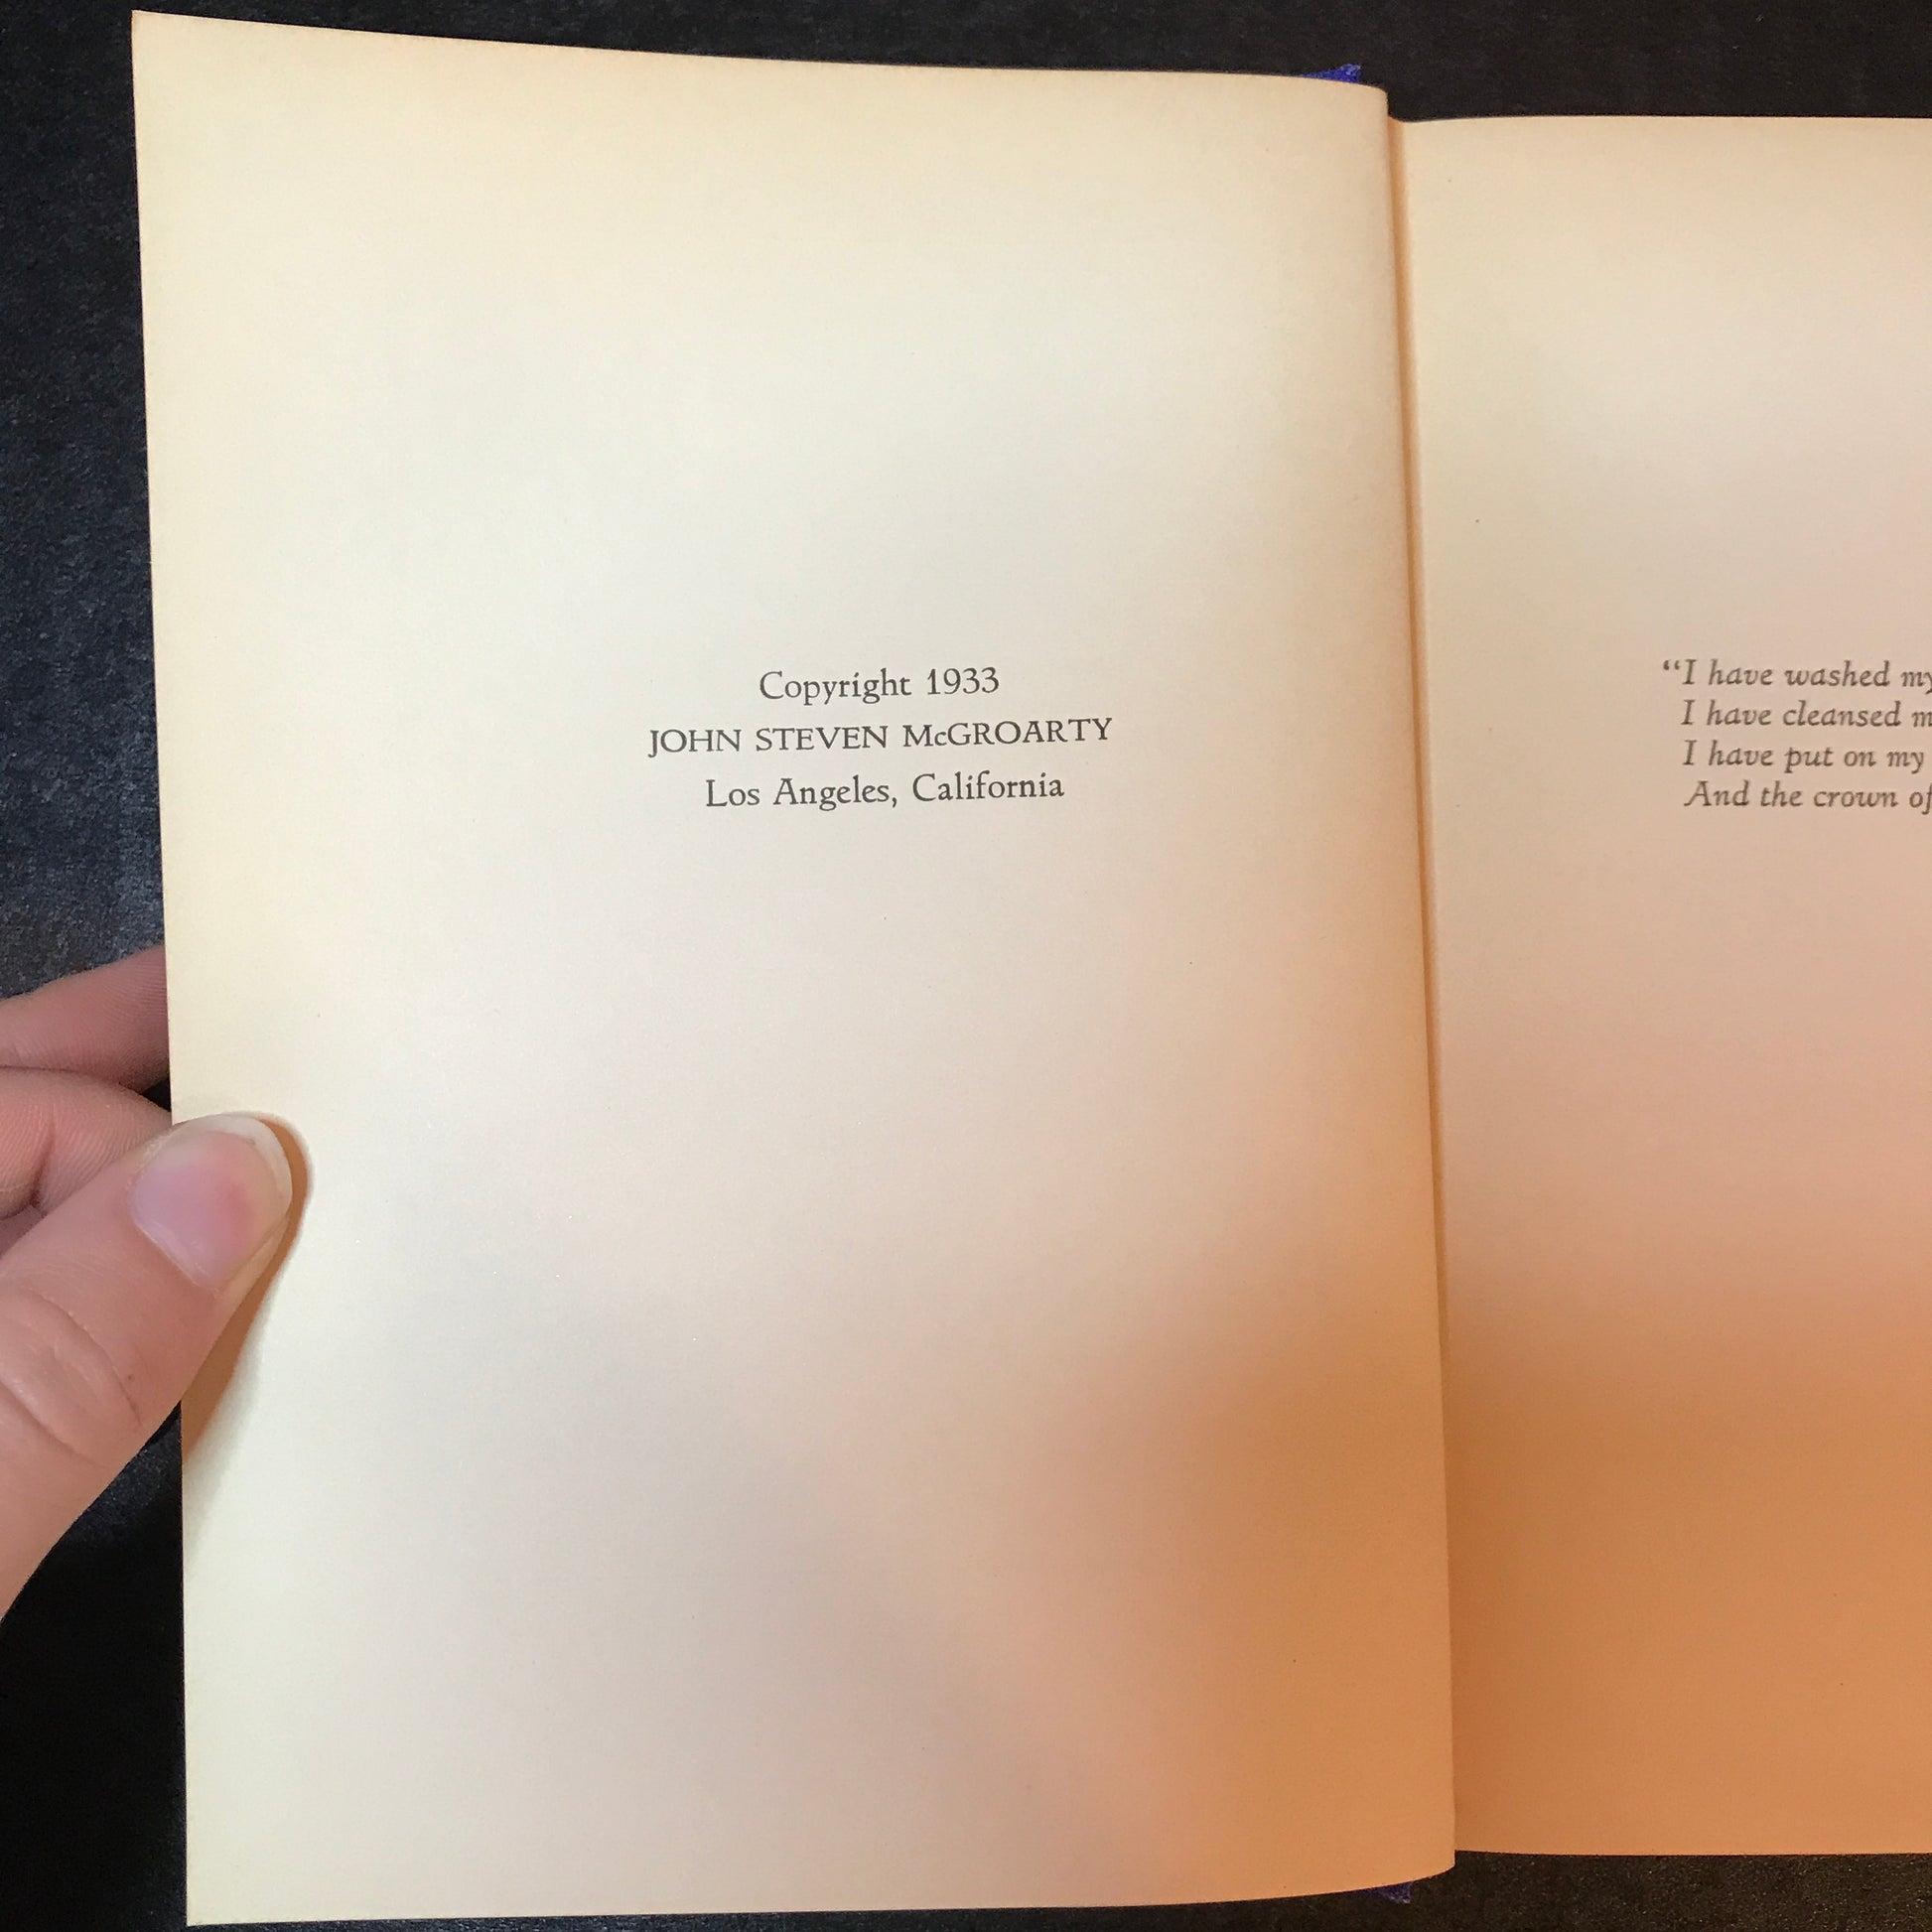 Copyright 1933
JOHN STEVEN McGROARTY
Los Angeles, California
“I have washed my
I have cleansed
I have put on my
And the crown of